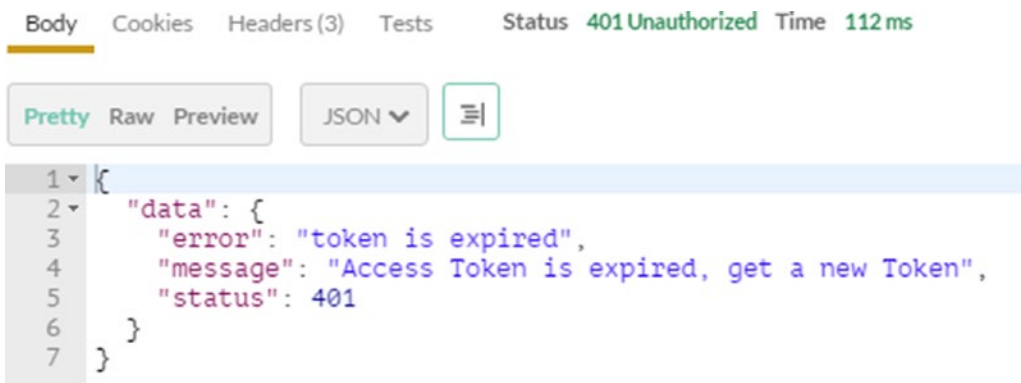 Body Cookies Headers (3) Tests Status 401 Unauthorized Time 112 ms
Pretty Raw Preview JSON
1 {
2 "data": {
3 "error": "token is expired",
4 "message": "Access Token is expired, get a new Token",
5 "status": 401
6 }
7 }